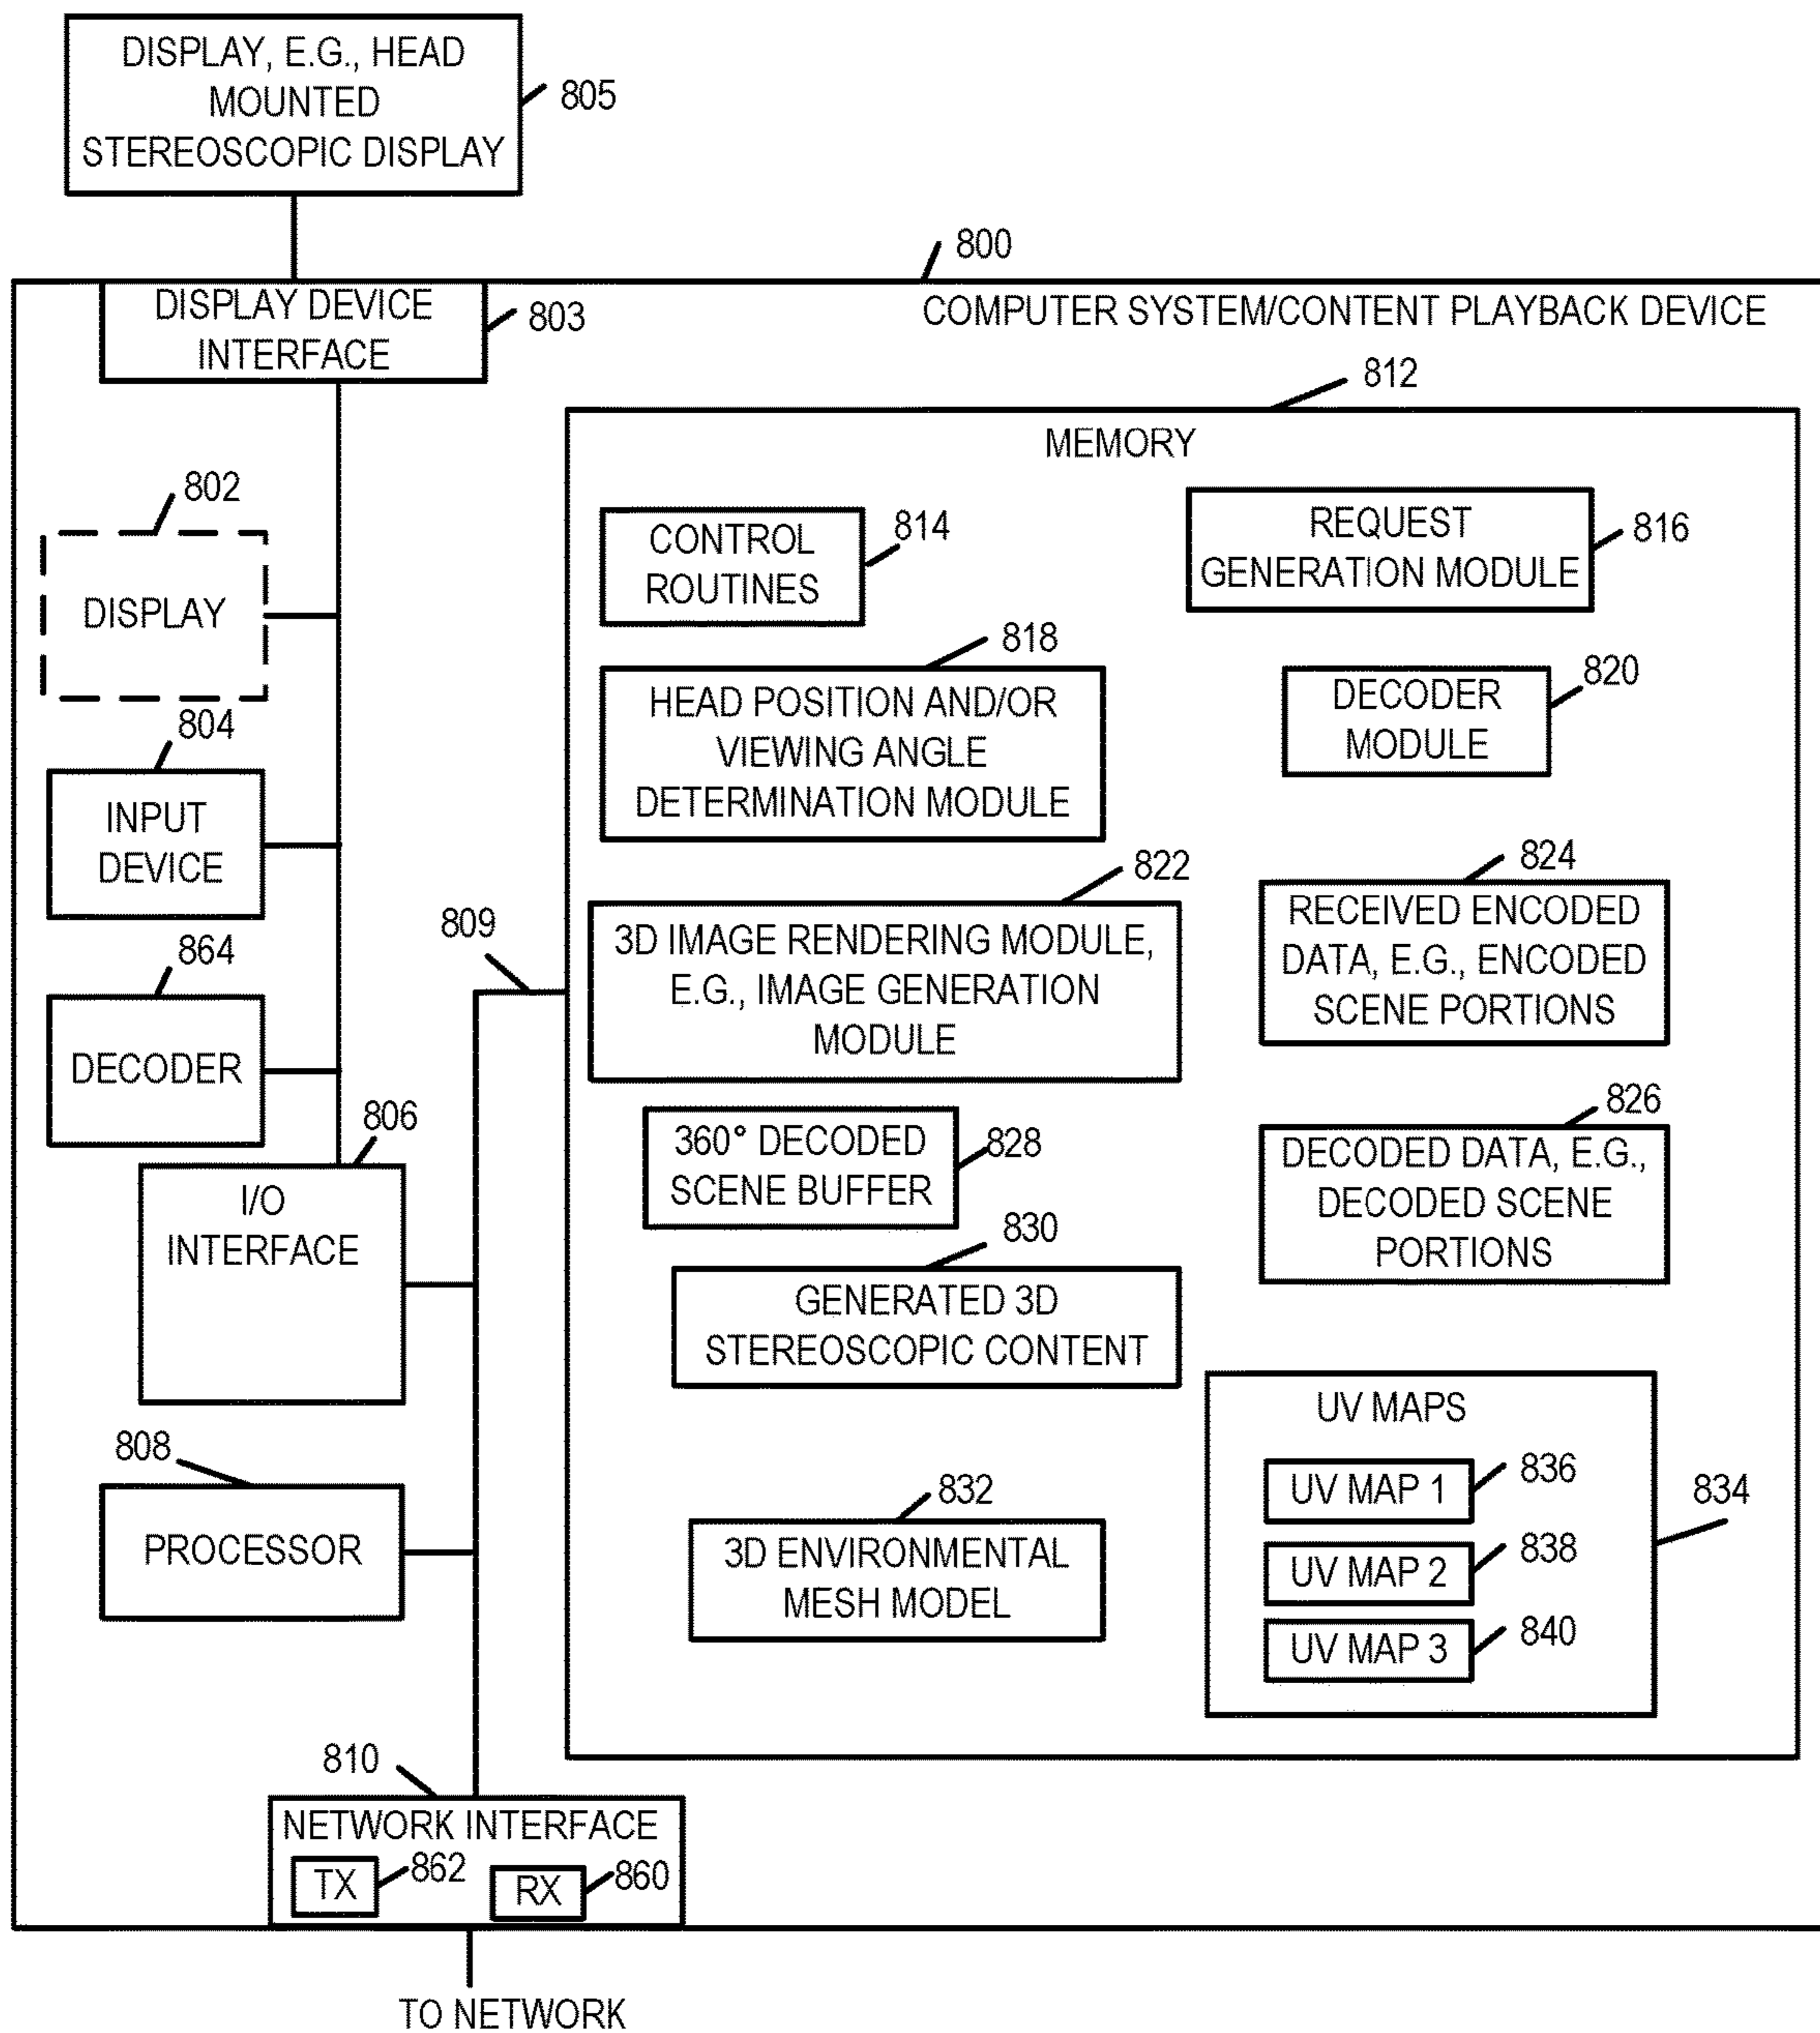 DISPLAY, E.G., HEAD
MOUNTED
STEREOSCOPIC DISPLAY
805
800
DISPLAY DEVICE
INTERFACE
803
COMPUTER SYSTEM/CONTENT PLAYBACK DEVICE
812
MEMORY
802
DISPLAY
804
INPUT
DEVICE
864
DECODER
806
I/O
INTERFACE
808
PROCESSOR
809
CONTROL
ROUTINES
814
REQUEST
GENERATION MODULE
816
818
HEAD POSITION AND/OR
VIEWING ANGLE
DETERMINATION MODULE
820
DECODER
MODULE
822
3D IMAGE RENDERING MODULE,
E.G., IMAGE GENERATION
MODULE
824
RECEIVED ENCODED
DATA, E.G., ENCODED
SCENE PORTIONS
360° DECODED
SCENE BUFFER
828
826
DECODED DATA, E.G.,
DECODED SCENE
PORTIONS
830
GENERATED 3D
STEREOSCOPIC CONTENT
832
3D ENVIRONMENTAL
MESH MODEL
UV MAPS
834
UV MAP 1
836
UV MAP 2
838
UV MAP 3
840
810
NETWORK INTERFACE
TX
862
RX
860
TO NETWORK